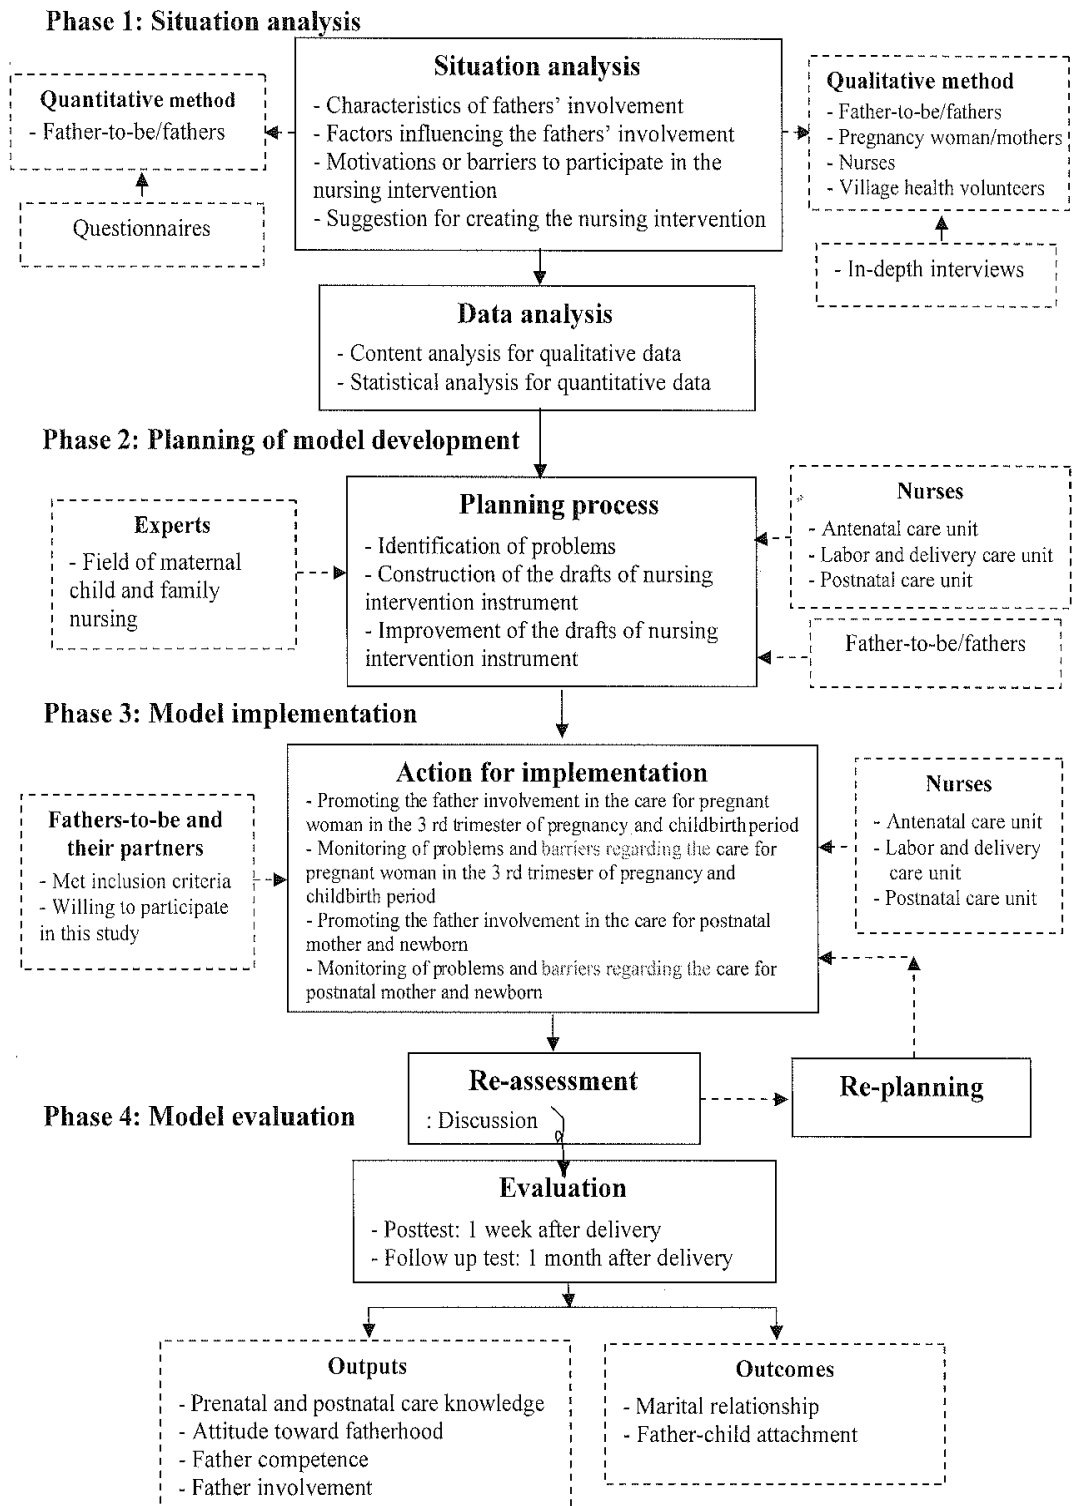 Phase 1: Situation analysis
Quantitative method
- Father-to-be/fathers
Questionnaires
Situation analysis
- Characteristics of fathers' involvement
- Factors influencing the fathers' involvement
- Motivations or barriers to participate in the
nursing intervention
- Suggestion for creating the nursing intervention
Qualitative method
- Father-to-be/fathers
- Pregnancy woman/mothers
- Nurses
- Village health volunteers
- In-depth interviews
Data analysis
- Content analysis for qualitative data
- Statistical analysis for quantitative data
Phase 2: Planning of model development
Experts
- Field of maternal
child and family
nursing
Planning process
- Identification of problems
- Construction of the drafts of nursing
intervention instrument
- Improvement of the drafts of nursing
intervention instrument
Nurses
- Antenatal care unit
- Labor and delivery care unit
- Postnatal care unit
Father-to-be/fathers
Phase 3: Model implementation
Fathers-to-be and
their partners
- Met inclusion criteria
- Willing to participate
in this study
Action for implementation
- Promoting the father involvement in the care for pregnant
woman in the 3 rd trimester of pregnancy and childbirth period
- Monitoring of problems and barriers regarding the care for
pregnant woman in the 3 rd trimester of pregnancy and
childbirth period
- Promoting the father involvement in the care for postnatal
mother and newborn
- Monitoring of problems and barriers regarding the care for
postnatal mother and newborn
Nurses
- Antenatal care unit
- Labor and delivery
care unit
- Postnatal care unit
Re-assessment
: Discussion
Re-planning
Phase 4: Model evaluation
Evaluation
- Posttest: 1 week after delivery
- Follow up test: 1 month after delivery
Outputs
- Prenatal and postnatal care knowledge
- Attitude toward fatherhood
- Father competence
- Father involvement
Outcomes
- Marital relationship
- Father-child attachment